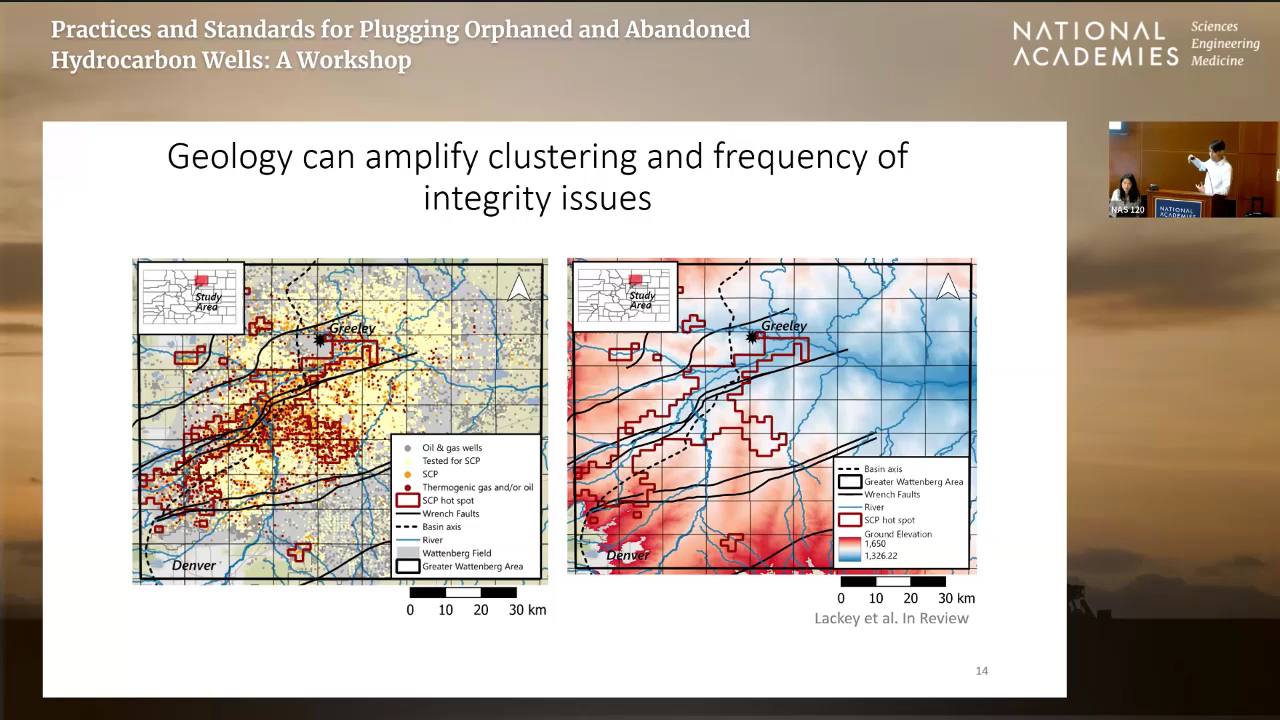 Practices and Standards for Plugging Orphaned and Abandoned
Hydrocarbon Wells: A Workshop
NATIONAL
ACADEMIES
Sciences
Engineering
Medicine
Geology can amplify clustering and frequency of
integrity issues
Study
Area
Greeley
Denver
Oil & gas wells
Tested for SCP
SCP
Thermogenic gas and/or oil
SCP hot spot
Wrench Faults
Basin axis
River
Wattenberg Field
Greater Wattenberg Area
0 10 20 30 km
Study
Area
Greeley
Denver
Basin axis
Greater Wattenberg Area
Wrench Faults
River
SCP hot spot
Ground Elevation
1,650
1,326.22
0 10 20 30 km
Lackey et al. In Review
14
NAS 120
NATIONAL
ACADEMIES